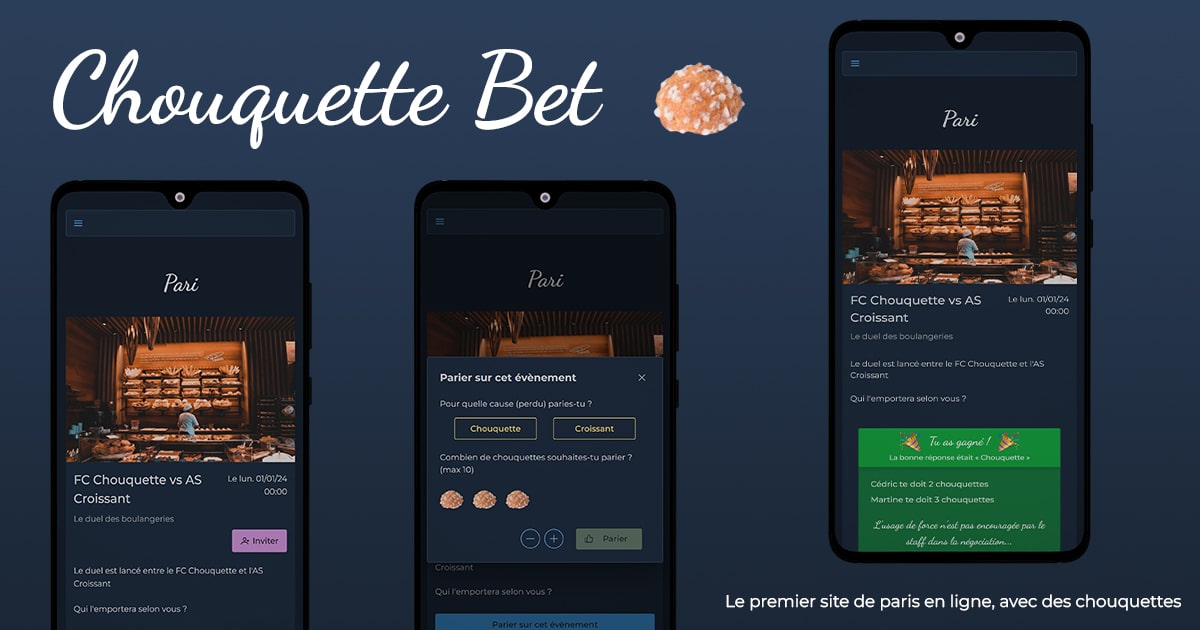 Chouquette Bet
Pari
FC Chouquette vs AS
Croissant
Le lun. 01/01/24
00:00
Le duel des boulangeries
Inviter
Le duel est lancé entre le FC Chouquette et l'AS
Croissant
Qui l'emportera selon vous ?
Pari
Parier sur cet évènement
Pour quelle cause (perdu) paries-tu ?
Chouquette
Croissant
Combien de chouquettes souhaites-tu parier ?
(max 10)
Parier
Croissant
Qui l'emportera selon vous ?
Parier sur cet évènement
Pari
FC Chouquette vs AS
Croissant
Le lun. 01/01/24
00:00
Le duel des boulangeries
Le duel est lancé entre le FC Chouquette et l'AS
Croissant
Qui l'emportera selon vous ?
Tu as gagné !
La bonne réponse était « Chouquette »
Cédric te doit 2 chouquettes
Martine te doit 3 chouquettes
L'usage de force n'est pas encouragée par le
staff dans la négociation...
Le premier site de paris en ligne, avec des chouquettes